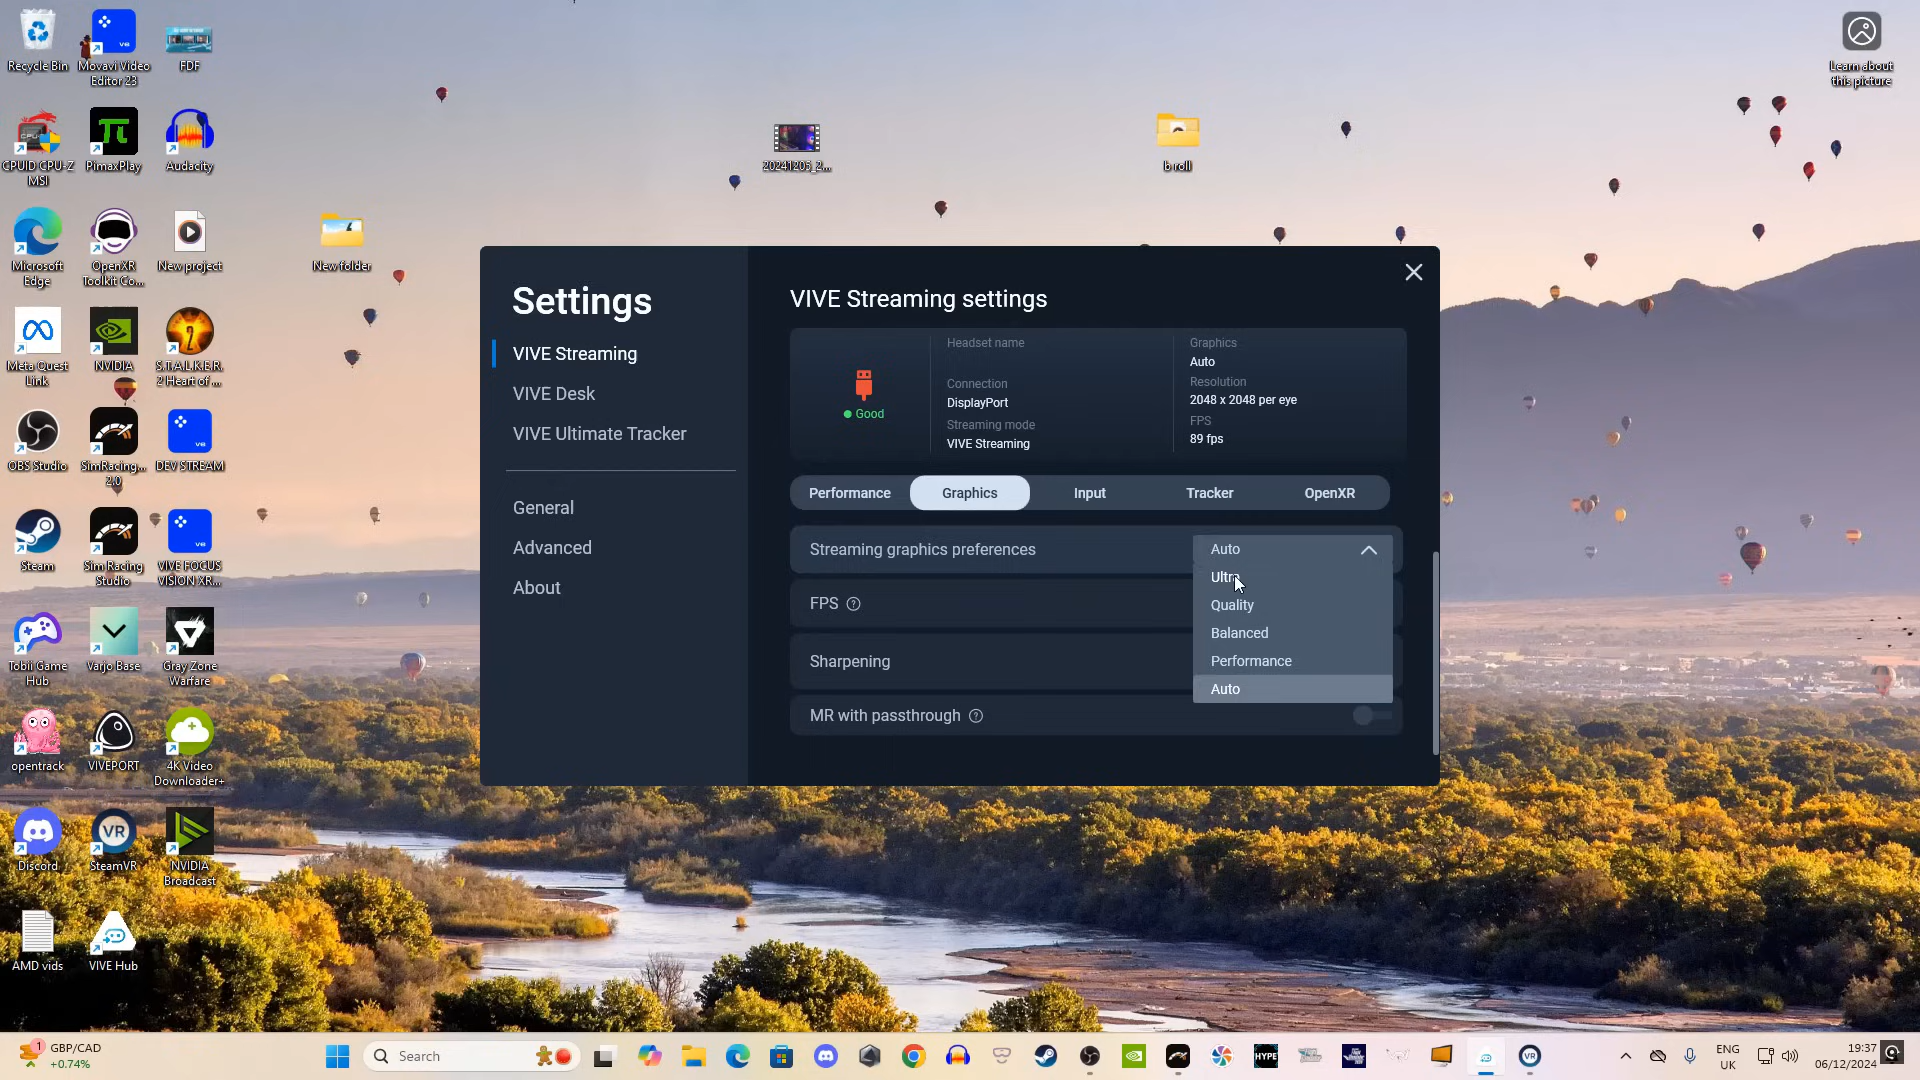 Recycle Bin
Movavi Video
Editor 23
FDF
Learn about
this picture
CPUID CPU-Z
MSI
PimaxPlay
Audacity
20241205_2...
b roll
Microsoft
Edge
OpenXR
Toolkit Co...
New project
New folder
Meta Quest
Link
NVIDIA
S.T.A.L.K.E.R.
2 Heart of ...
OBS Studio
SimRacing...
2.0
DEV STREAM
Steam
Sim Racing
Studio
VIVE FOCUS
VISION XR...
Tobii Game
Hub
Varjo Base
Gray Zone
Warfare
opentrack
VIVEPORT
4K Video
Downloader+
Discord
SteamVR
NVIDIA
Broadcast
AMD vids
VIVE Hub
Settings
VIVE Streaming
VIVE Desk
VIVE Ultimate Tracker
General
Advanced
About
VIVE Streaming settings
Good
Headset name
Connection
DisplayPort
Streaming mode
VIVE Streaming
Graphics
Auto
Resolution
2048 x 2048 per eye
FPS
89 fps
Performance
Graphics
Input
Tracker
OpenXR
Streaming graphics preferences
Auto
Ultra
Quality
Balanced
Performance
Auto
FPS
Sharpening
MR with passthrough
1
GBP/CAD
+0.74%
Search
HYPE
VR
ENG
UK
19:37
06/12/2024